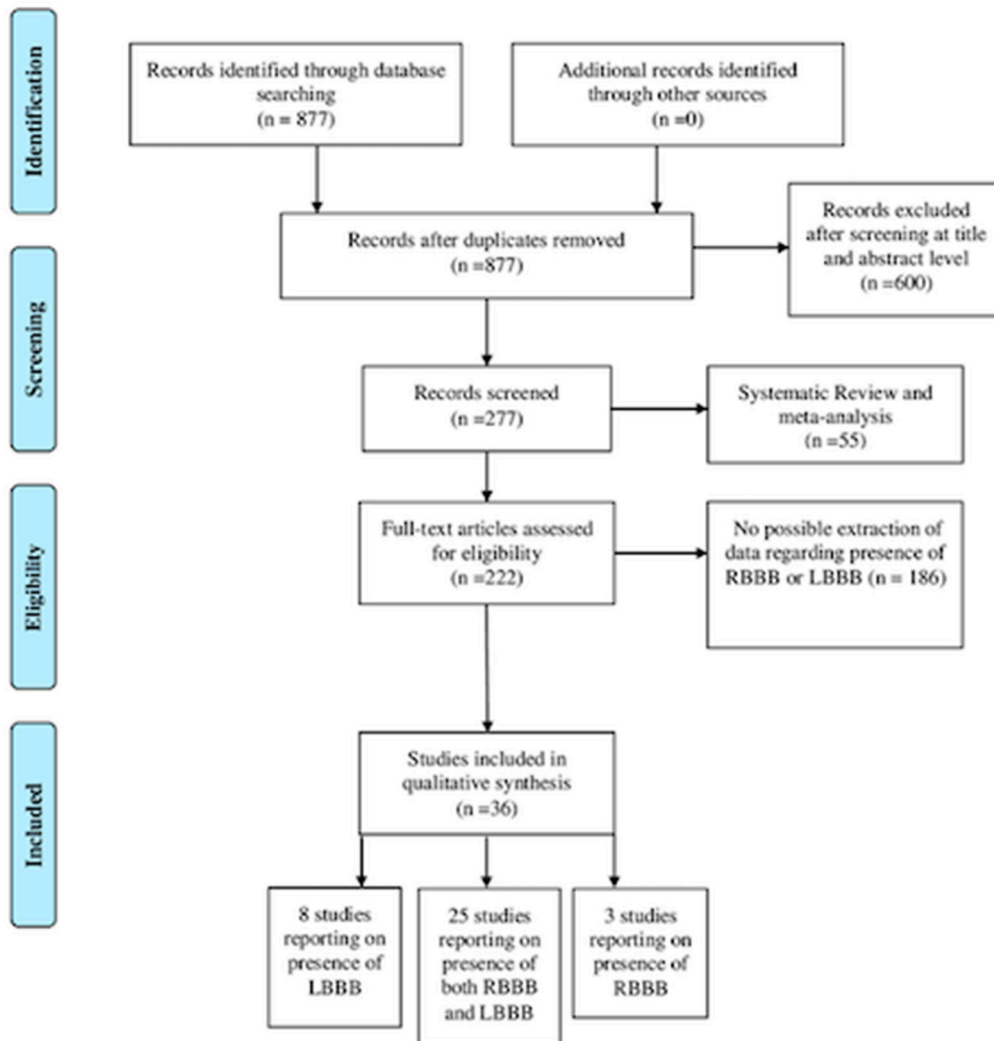 Identification
Records identified through database
searching
(n = 877)
Additional records identified
through other sources
(n =0)
Records after duplicates removed
(n =877)
Records excluded
after screening at title
and abstract level
(n =600)
Screening
Records screened
(n =277)
Systematic Review and
meta-analysis
(n =55)
Eligibility
Full-text articles assessed
for eligibility
(n =222)
No possible extraction of
data regarding presence of
RBBB or LBBB (n = 186)
Included
Studies included in
qualitative synthesis
(n =36)
8 studies
reporting on
presence of
LBBB
25 studies
reporting on
presence of
both RBBB
and LBBB
3 studies
reporting on
presence of
RBBB